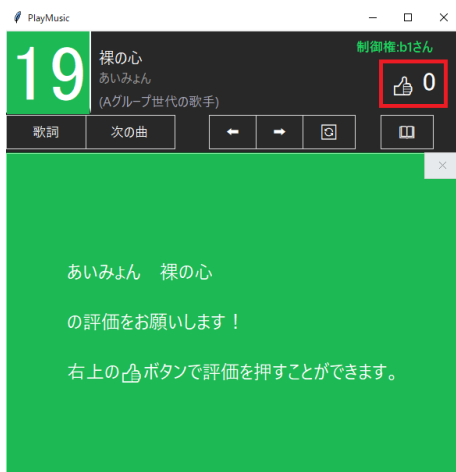 PlayMusic
19
裸の心
あいみょん
(Aグループ世代の歌手)
制御権:b1さん
0
歌詞
次の曲
あいみょん　裸の心
の評価をお願いします！
右上の👍ボタンで評価を押すことができます。